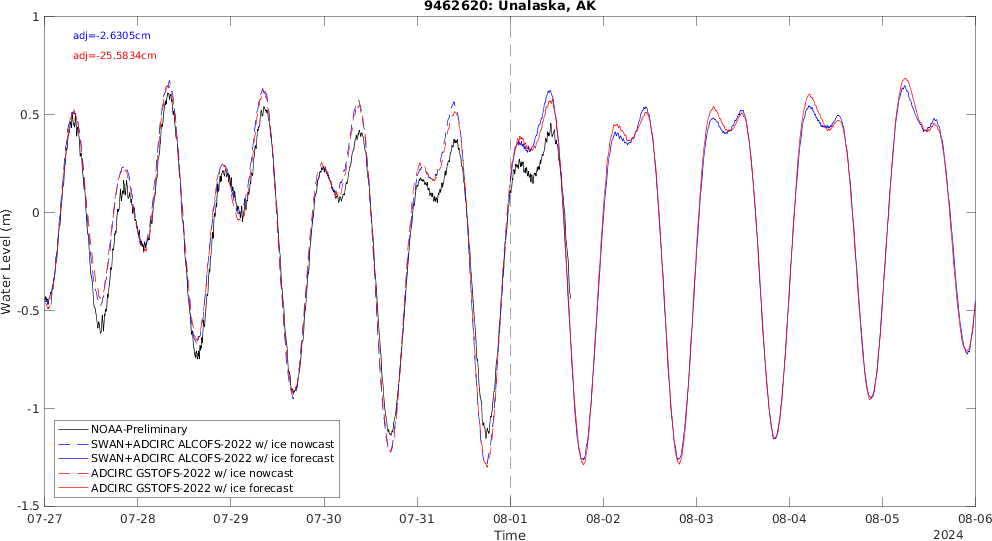 9462620: Unalaska, AK
adj=-2.6305cm
adj=-25.5834cm
Water Level (m)
1
0.5
0
-0.5
-1
-1.5
NOAA-Preliminary
SWAN+ADCIRC ALCOFS-2022 w/ ice nowcast
SWAN+ADCIRC ALCOFS-2022 w/ ice forecast
ADCIRC GSTOFS-2022 w/ ice nowcast
ADCIRC GSTOFS-2022 w/ ice forecast
07-27 07-28 07-29 07-30 07-31 08-01 08-02 08-03 08-04 08-05 08-06
Time
2024